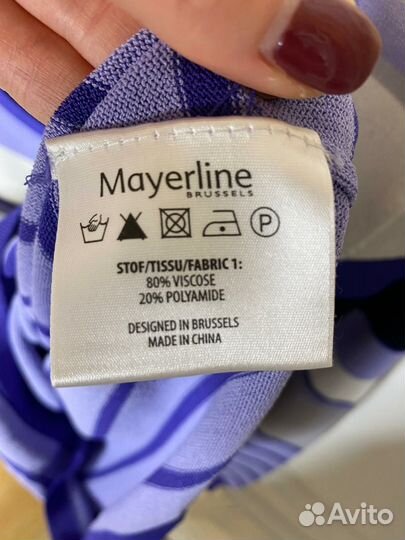 Mayerline
BRUSSELS
P
STOF/TISSU/FABRIC 1:
80% VISCOSE
20% POLYAMIDE
DESIGNED IN BRUSSELS
MADE IN CHINA
Avito